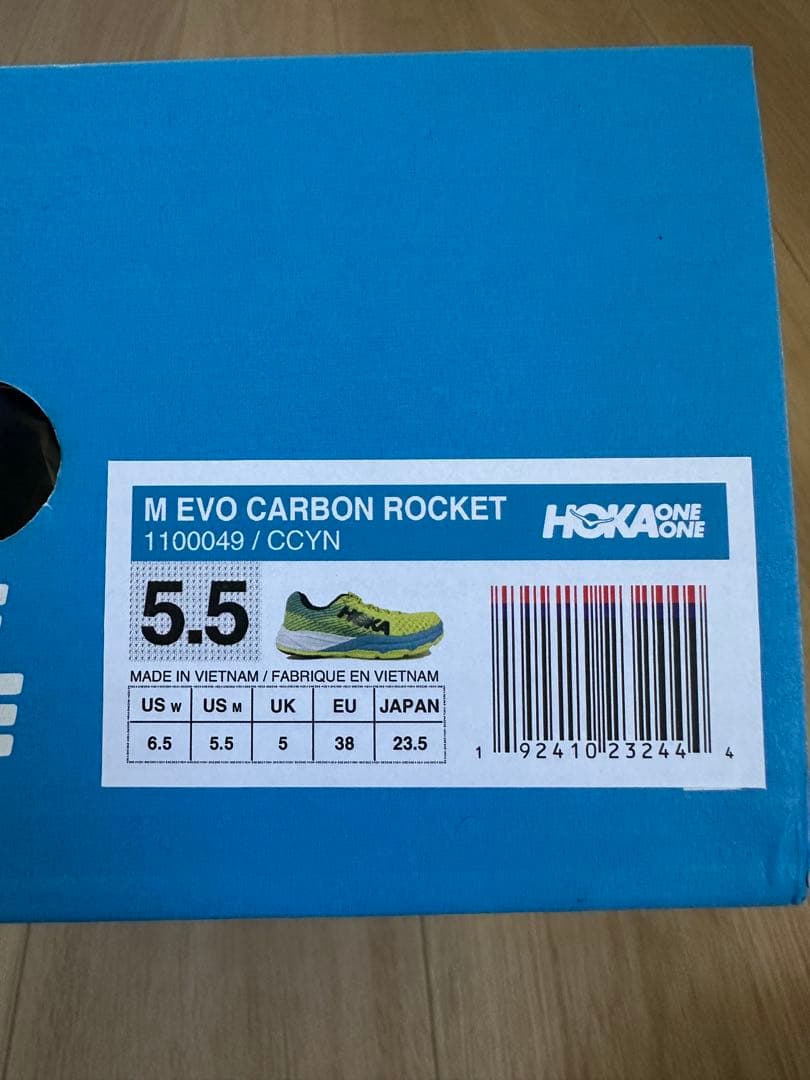 M EVO CARBON ROCKET
1100049 / CCYN
HOKA ONE ONE
5.5
HOKA
MADE IN VIETNAM / FABRIQUE EN VIETNAM
US W US M UK EU JAPAN
6.5 5.5 5 38 23.5
1 92410 23244 4